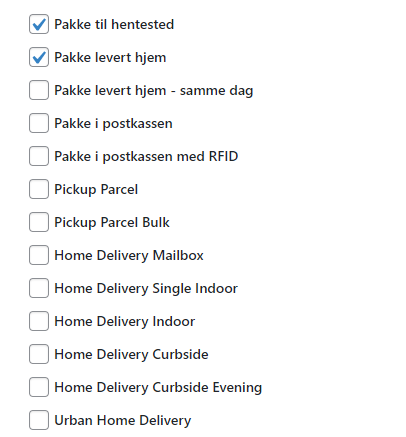 Pakke til hentested
Pakke levert hjem
Pakke levert hjem - samme dag
Pakke i postkassen
Pakke i postkassen med RFID
Pickup Parcel
Pickup Parcel Bulk
Home Delivery Mailbox
Home Delivery Single Indoor
Home Delivery Indoor
Home Delivery Curbside
Home Delivery Curbside Evening
Urban Home Delivery